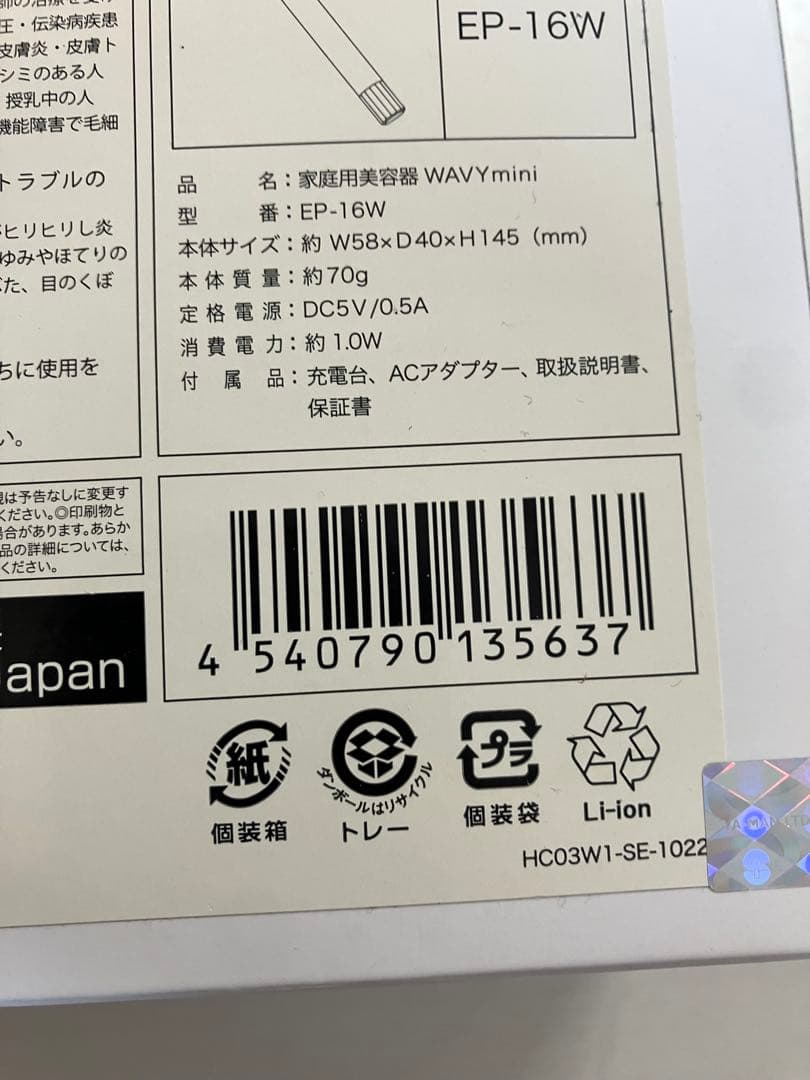 圧・伝染病疾患
皮膚炎・皮膚ト
シミのある人
授乳中の人
機能障害で毛細
トラブルの
ヒリヒリし炎
ゆみやほてりの
た、目のくぼ
ちに使用を
い。
EP-16W
品名：家庭用美容器 WAVYmini
型番：EP-16W
本体サイズ：約 W58×D40×H145（mm）
本体質量：約70g
定格電源：DC5V/0.5A
消費電力：約1.0W
付属品：充電台、ACアダプター、取扱説明書、
保証書
は予告なしに変更す
ください。◎印刷物と
場合があります。あらか
品の詳細については、
ください。
apan
4 540790 135637
紙
個装箱
ダンボールはリサイクル
トレー
プラ
個装袋
Li-ion
HC03W1-SE-1022
YA-MAN LTD